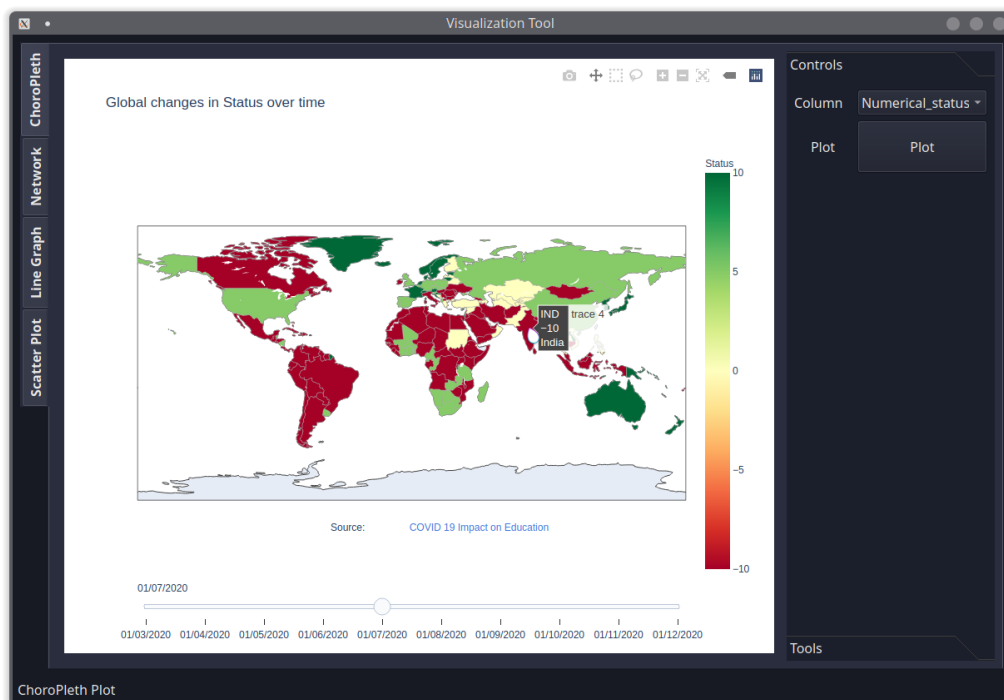 Visualization Tool
ChoroPleth
Network
Line Graph
Scatter Plot
Global changes in Status over time
Status
10
5
0
−5
−10
IND
−10
India
trace 4
Source: COVID 19 Impact on Education
01/07/2020
01/03/2020 01/04/2020 01/05/2020 01/06/2020 01/07/2020 01/08/2020 01/09/2020 01/10/2020 01/11/2020 01/12/2020
Controls
Column Numerical_status
Plot Plot
Tools
ChoroPleth Plot